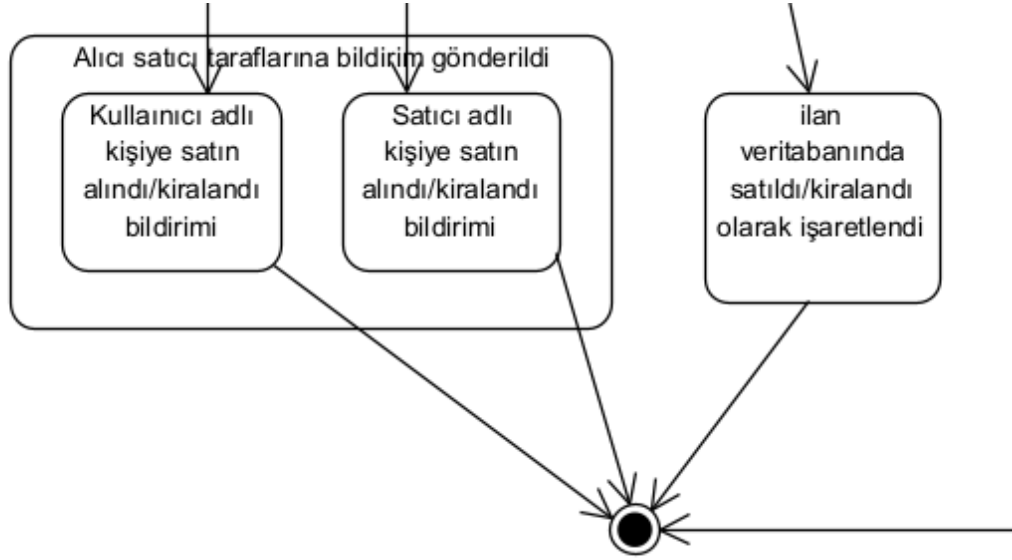 Alıcı satıcı taraflarına bildirim gönderildi
Kullaınıcı adlı
kişiye satın
alındı/kiralandı
bildirimi
Satıcı adlı
kişiye satın
alındı/kiralandı
bildirimi
ilan
veritabanında
satıldı/kiralandı
olarak işaretlendi